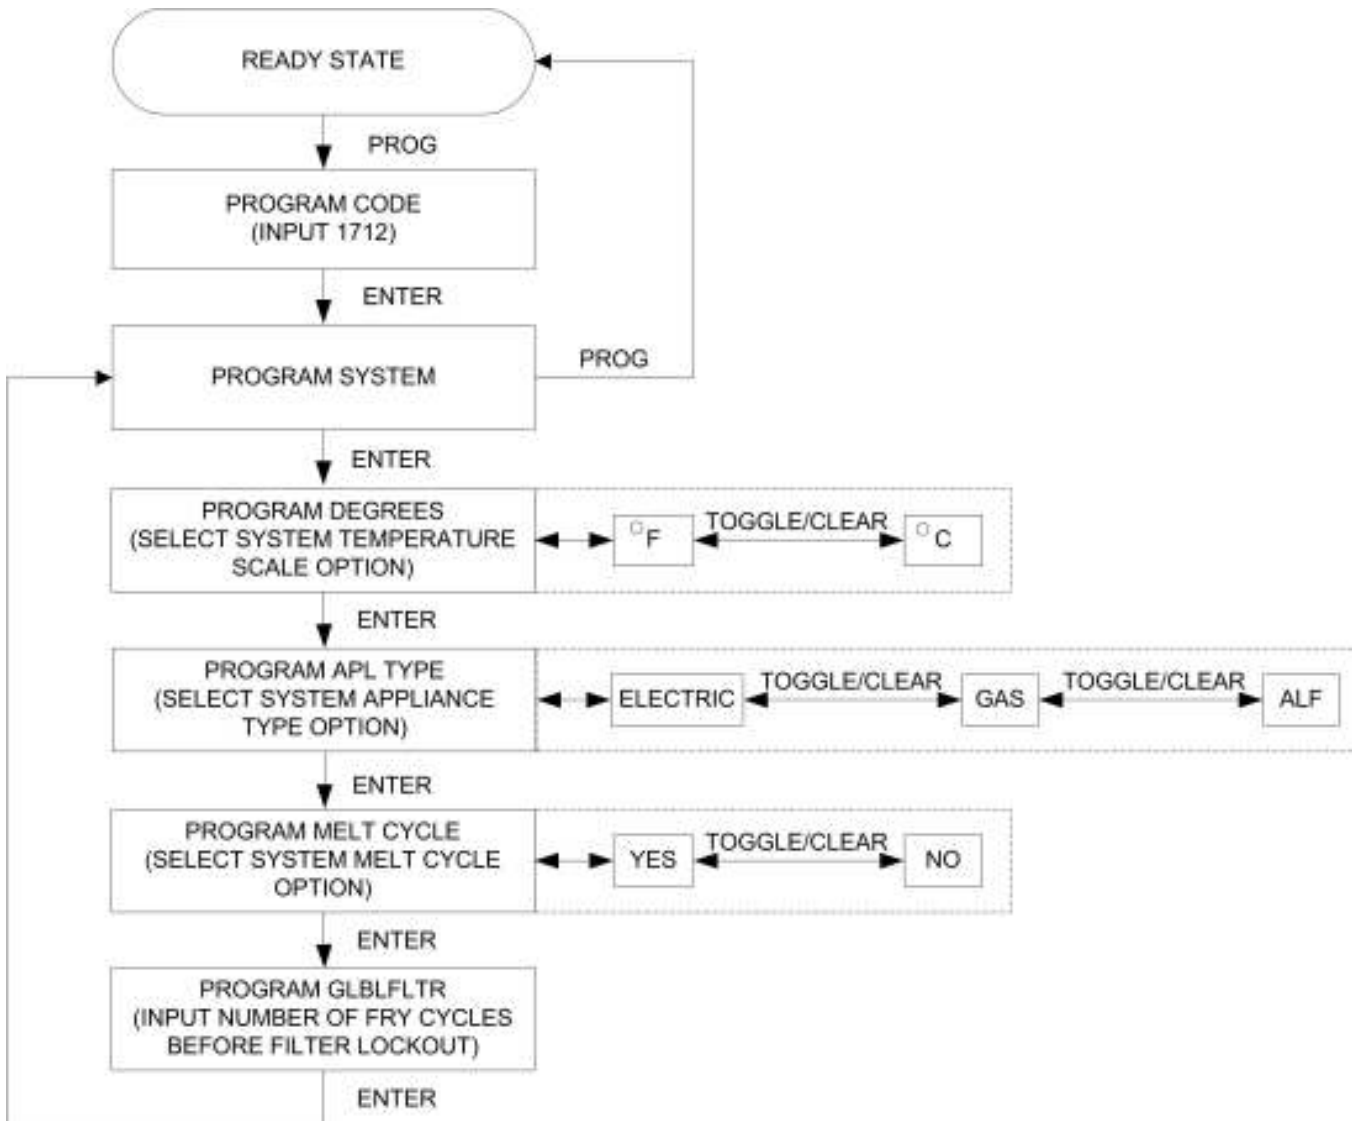 READY STATE
PROG
PROGRAM CODE
(INPUT 1712)
ENTER
PROGRAM SYSTEM
PROG
ENTER
PROGRAM DEGREES
(SELECT SYSTEM TEMPERATURE
SCALE OPTION)
°F
TOGGLE/CLEAR
°C
ENTER
PROGRAM APL TYPE
(SELECT SYSTEM APPLIANCE
TYPE OPTION)
ELECTRIC
TOGGLE/CLEAR
GAS
TOGGLE/CLEAR
ALF
ENTER
PROGRAM MELT CYCLE
(SELECT SYSTEM MELT CYCLE
OPTION)
YES
TOGGLE/CLEAR
NO
ENTER
PROGRAM GLBLFLTR
(INPUT NUMBER OF FRY CYCLES
BEFORE FILTER LOCKOUT)
ENTER